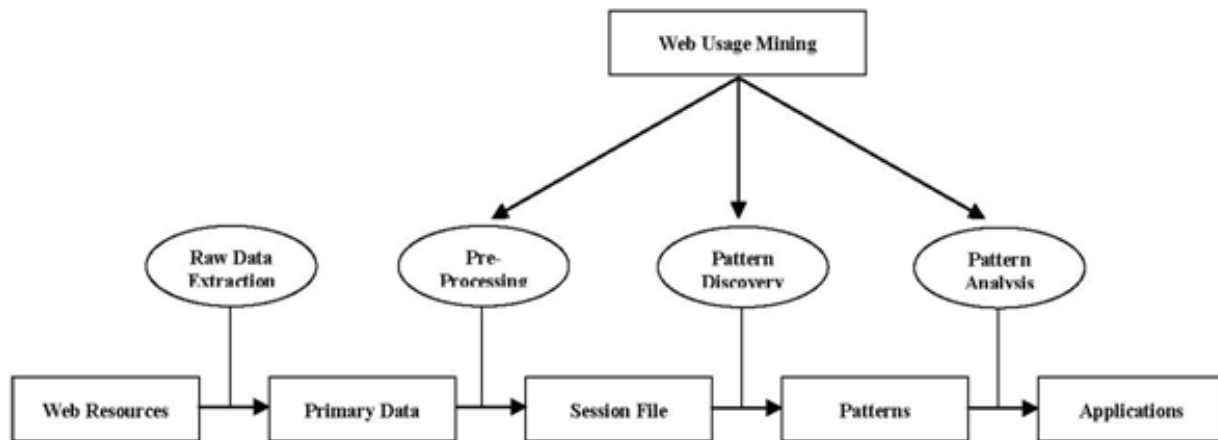 Web Usage Mining
Raw Data
Extraction
Pre-
Processing
Pattern
Discovery
Pattern
Analysis
Web Resources
Primary Data
Session File
Patterns
Applications